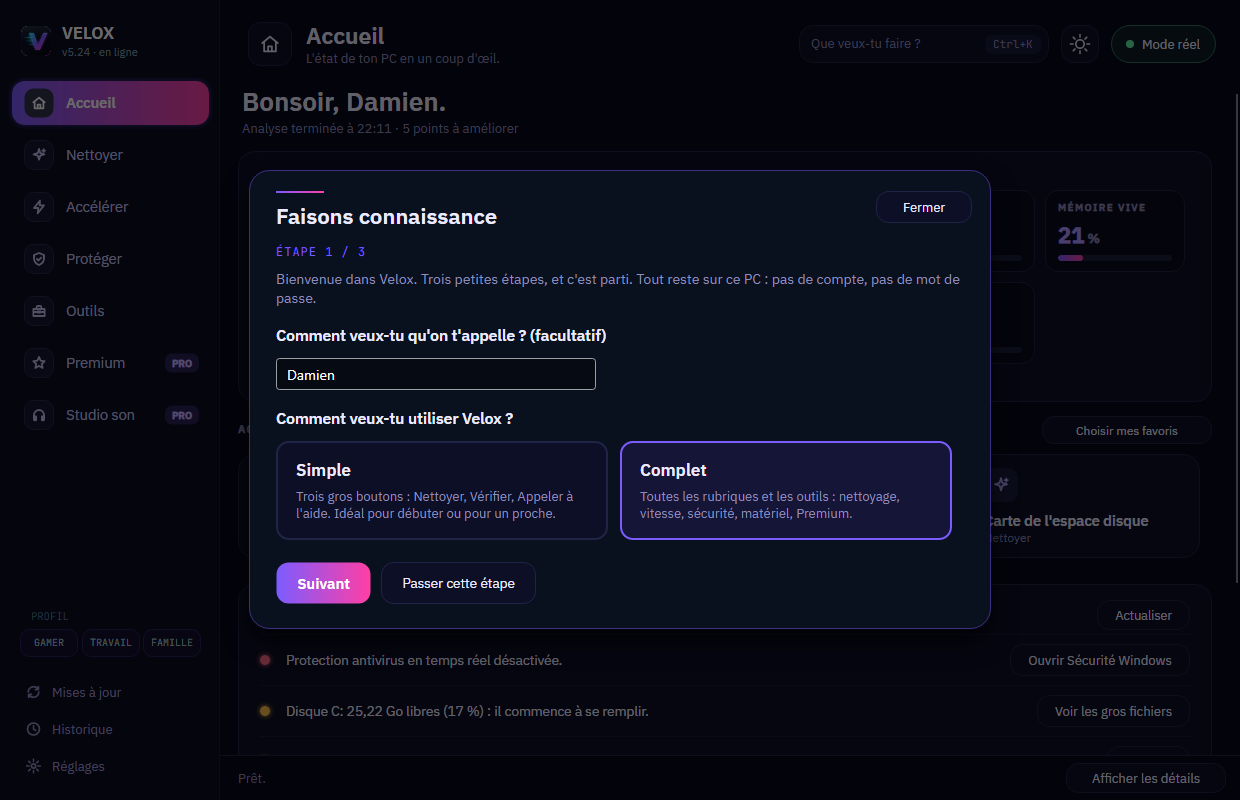 VELOX
v5.24 · en ligne
Accueil
Nettoyer
Accélérer
Protéger
Outils
Premium PRO
Studio son PRO
PROFIL
GAMER TRAVAIL FAMILLE
Mises à jour
Historique
Réglages
Accueil
L'état de ton PC en un coup d'œil.
Que veux-tu faire ? Ctrl+K
Mode réel
Bonsoir, Damien.
Analyse terminée à 22:11 · 5 points à améliorer
MÉMOIRE VIVE
21 %
Faisons connaissance
Fermer
ÉTAPE 1 / 3
Bienvenue dans Velox. Trois petites étapes, et c'est parti. Tout reste sur ce PC : pas de compte, pas de mot de
passe.
Comment veux-tu qu'on t'appelle ? (facultatif)
Damien
Comment veux-tu utiliser Velox ?
Simple
Trois gros boutons : Nettoyer, Vérifier, Appeler à
l'aide. Idéal pour débuter ou pour un proche.
Complet
Toutes les rubriques et les outils : nettoyage,
vitesse, sécurité, matériel, Premium.
Suivant
Passer cette étape
Choisir mes favoris
Carte de l'espace disque
Nettoyer
Actualiser
Protection antivirus en temps réel désactivée.
Ouvrir Sécurité Windows
Disque C: 25,22 Go libres (17 %) : il commence à se remplir.
Voir les gros fichiers
Prêt.
Afficher les détails